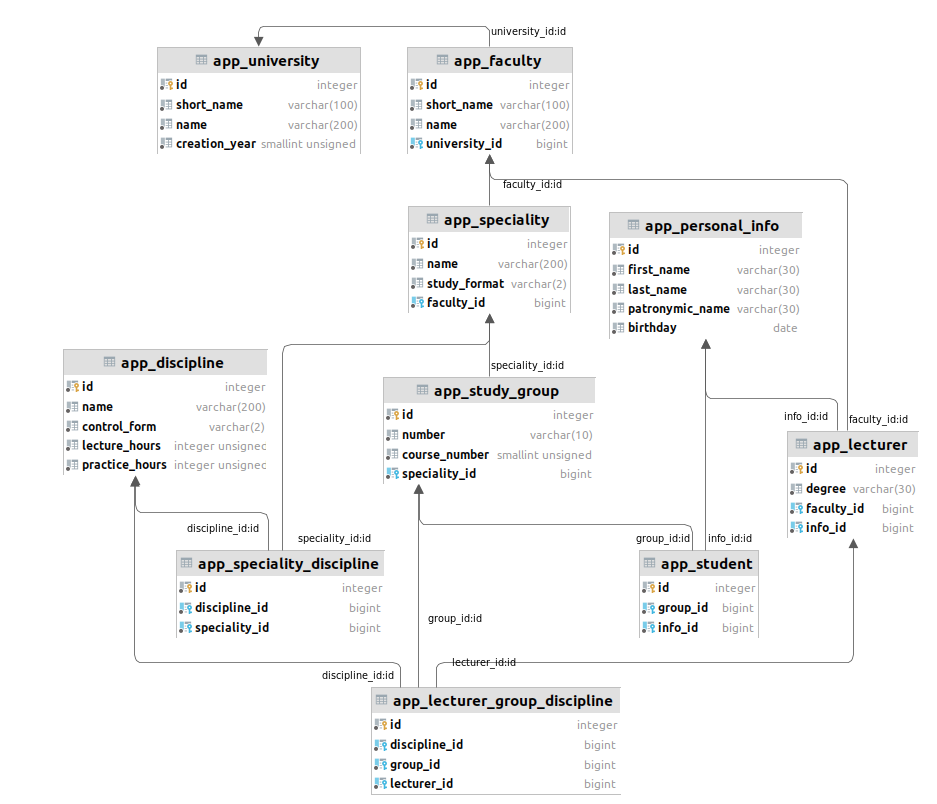 university_id:id
app_university
id integer
short_name varchar(100)
name varchar(200)
creation_year smallint unsigned
app_faculty
id integer
short_name varchar(100)
name varchar(200)
university_id bigint
faculty_id:id
app_speciality
id integer
name varchar(200)
study_format varchar(2)
faculty_id bigint
app_personal_info
id integer
first_name varchar(30)
last_name varchar(30)
patronymic_name varchar(30)
birthday date
app_discipline
id integer
name varchar(200)
control_form varchar(2)
lecture_hours integer unsignec
practice_hours integer unsignec
speciality_id:id
app_study_group
id integer
number varchar(10)
course_number smallint unsigned
speciality_id bigint
info_id:id
faculty_id:id
app_lecturer
id integer
degree varchar(30)
faculty_id bigint
info_id bigint
discipline_id:id
speciality_id:id
app_speciality_discipline
id integer
discipline_id bigint
speciality_id bigint
group_id:id
info_id:id
app_student
id integer
group_id bigint
info_id bigint
group_id:id
lecturer_id:id
discipline_id:id
app_lecturer_group_discipline
id integer
discipline_id bigint
group_id bigint
lecturer_id bigint